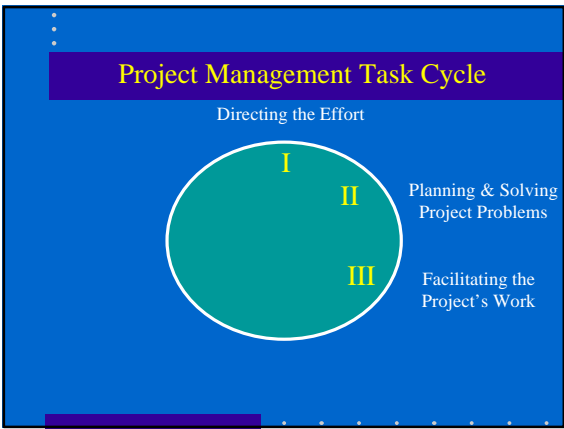 Project Management Task Cycle
Directing the Effort
I
II
Planning & Solving
Project Problems
III
Facilitating the
Project's Work